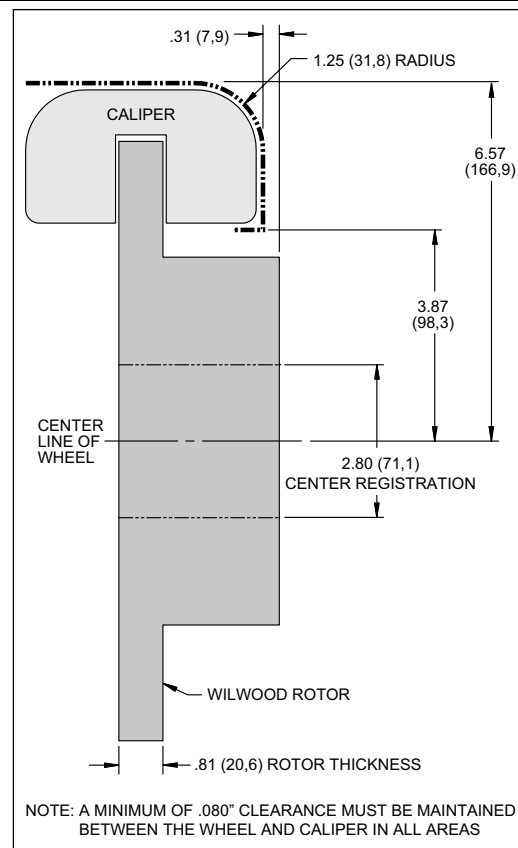 .31 (7,9)
1.25 (31,8) RADIUS
CALIPER
6.57
(166,9)
3.87
(98,3)
CENTER
LINE OF
WHEEL
2.80 (71,1)
CENTER REGISTRATION
WILWOOD ROTOR
.81 (20,6) ROTOR THICKNESS
NOTE: A MINIMUM OF .080" CLEARANCE MUST BE MAINTAINED
BETWEEN THE WHEEL AND CALIPER IN ALL AREAS